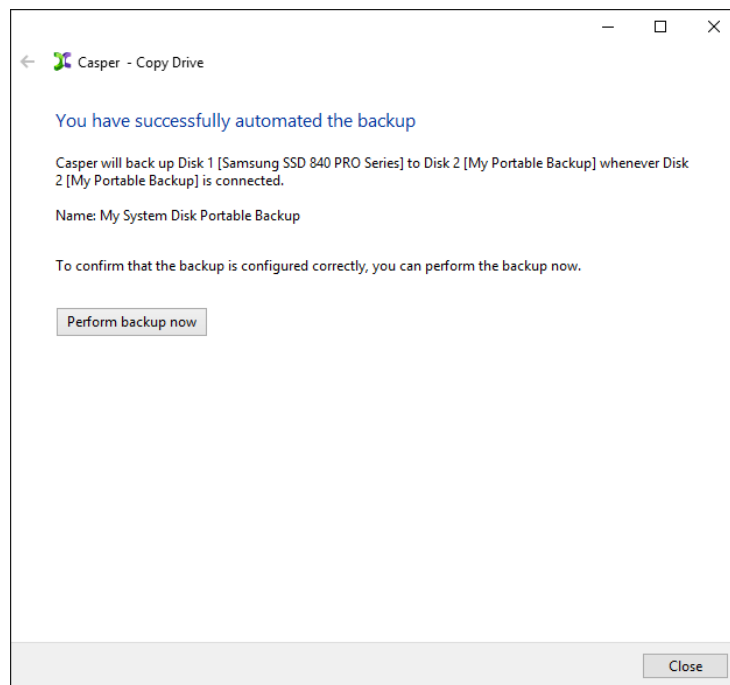 Casper - Copy Drive
You have successfully automated the backup
Casper will back up Disk 1 [Samsung SSD 840 PRO Series] to Disk 2 [My Portable Backup] whenever Disk
2 [My Portable Backup] is connected.
Name: My System Disk Portable Backup
To confirm that the backup is configured correctly, you can perform the backup now.
Perform backup now
Close